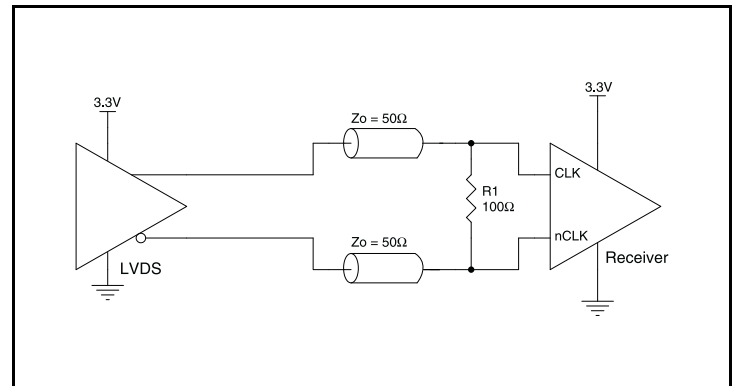 3.3V
LVDS
Zo = 50Ω
Zo = 50Ω
R1
100Ω
3.3V
CLK
nCLK
Receiver